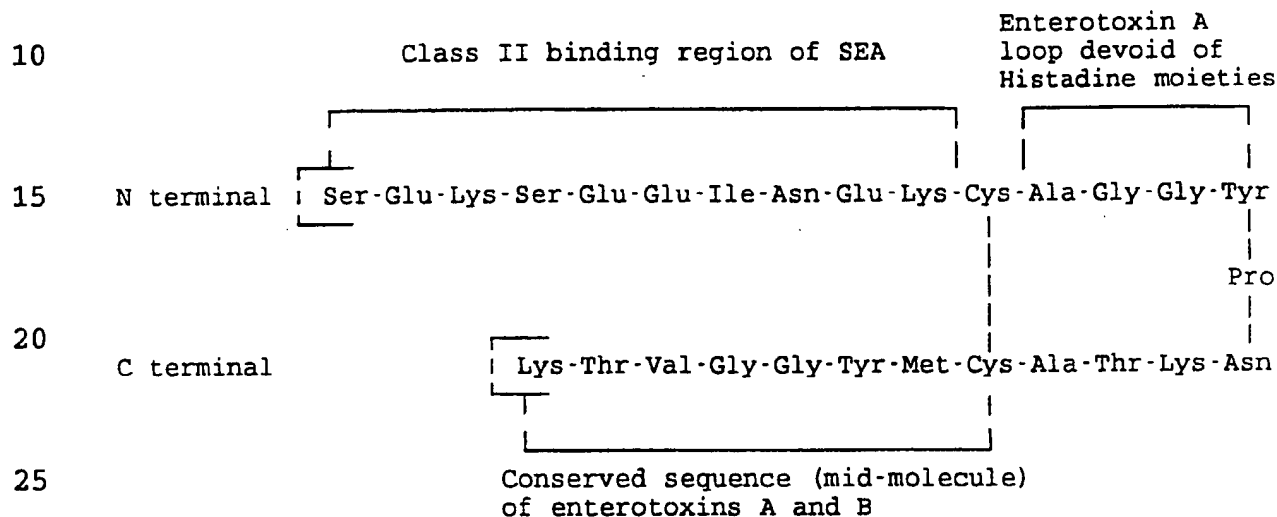 Enterotoxin A
10 Class II binding region of SEA loop devoid of
Histadine moieties
15 N terminal Ser-Glu-Lys-Ser-Glu-Glu-Ile-Asn-Glu-Lys-Cys-Ala-Gly-Gly-Tyr
Pro
20
C terminal Lys-Thr-Val-Gly-Gly-Tyr-Met-Cys-Ala-Thr-Lys-Asn
25 Conserved sequence (mid-molecule)
of enterotoxins A and B